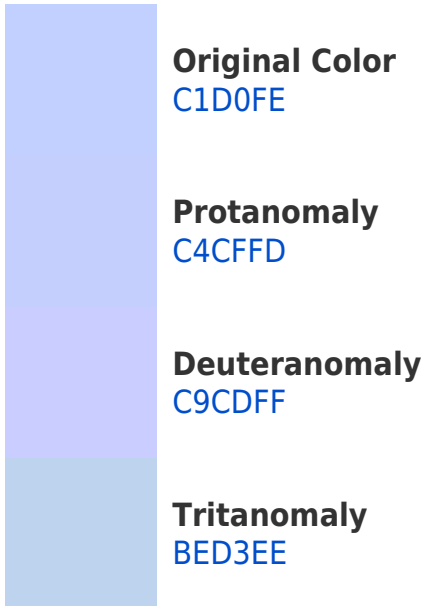 Original Color
C1D0FE
Protanomaly
C4CFFD
Deuteranomaly
C9CDFF
Tritanomaly
BED3EE